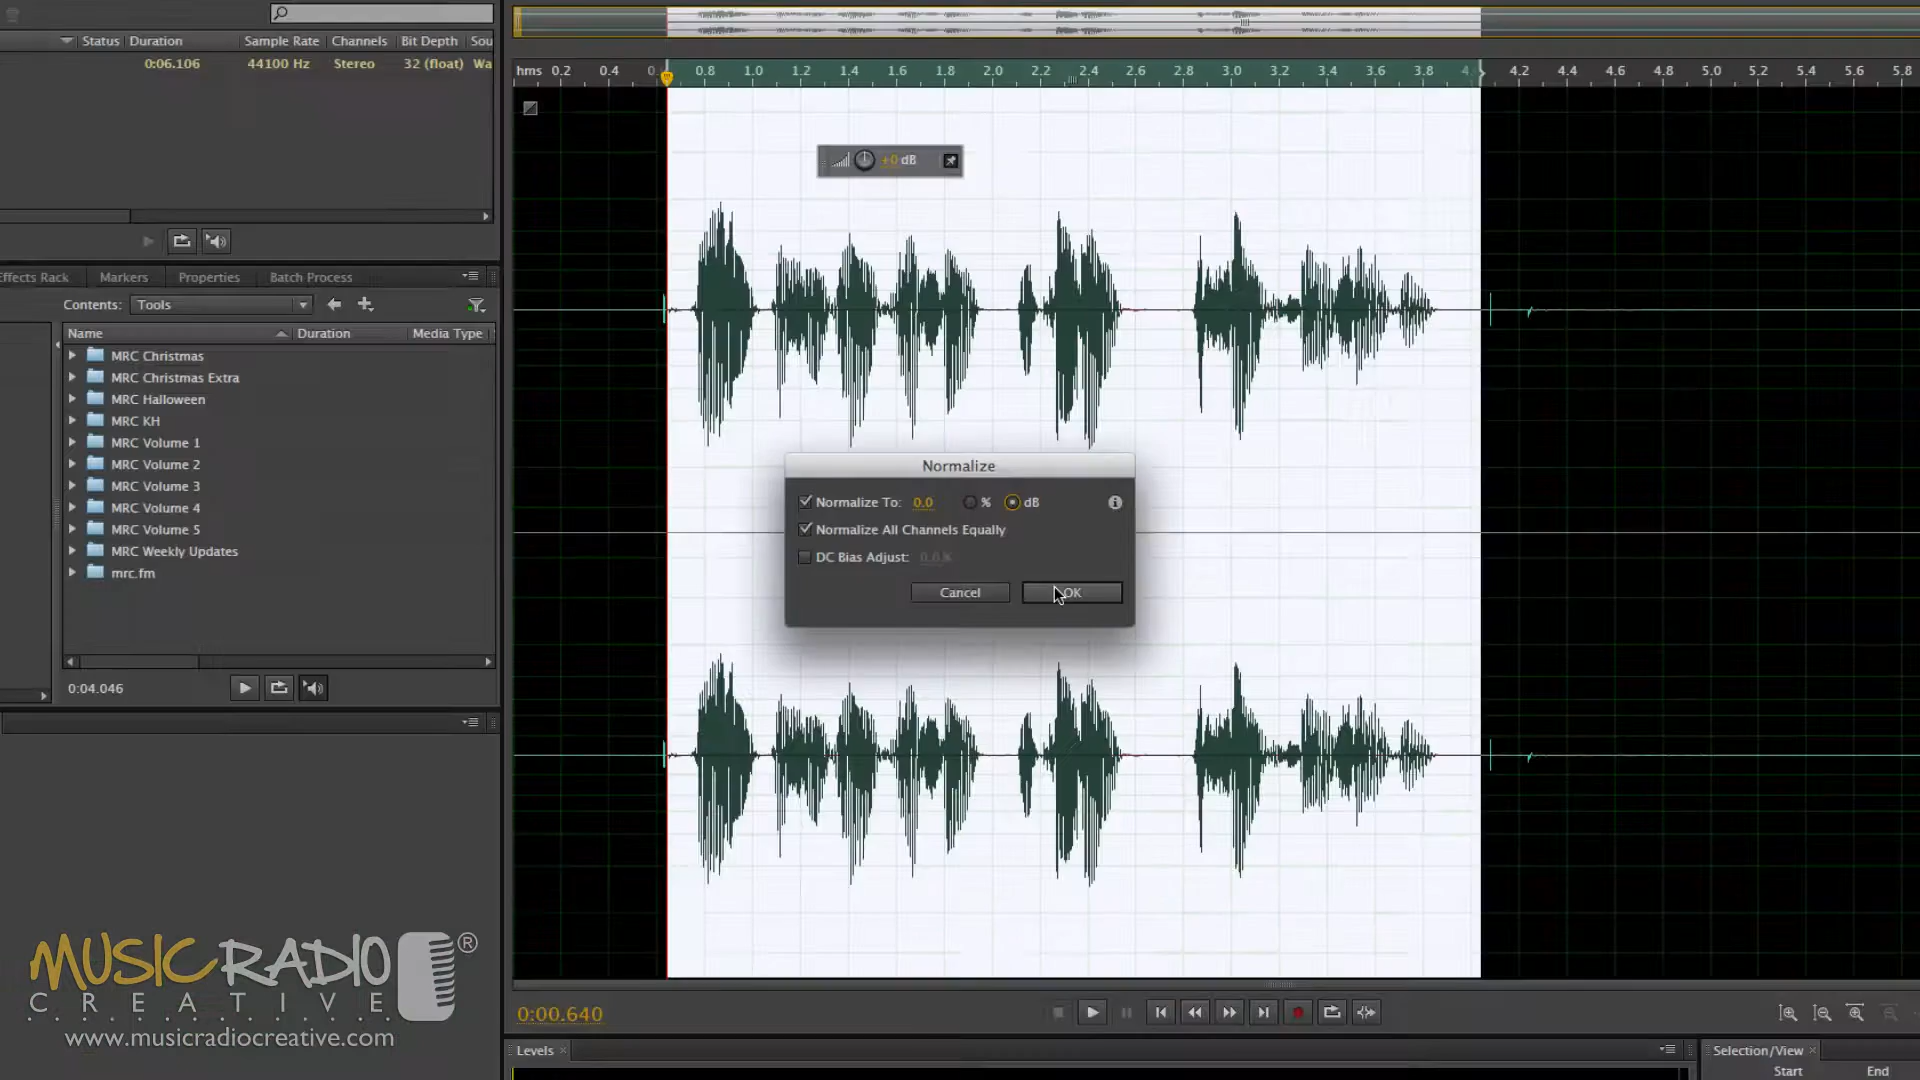 Status Duration Sample Rate Channels Bit Depth Sou
0:06.106 44100 Hz Stereo 32 (float) Wa
Effects Rack Markers Properties Batch Process
Contents: Tools
Name Duration Media Type
MRC Christmas
MRC Christmas Extra
MRC Halloween
MRC KH
MRC Volume 1
MRC Volume 2
MRC Volume 3
MRC Volume 4
MRC Volume 5
MRC Weekly Updates
mrc.fm
0:04.046
MUSIC RADIO ®
CREATIVE
www.musicradiocreative.com
hms 0.2 0.4 0. 0.8 1.0 1.2 1.4 1.6 1.8 2.0 2.2 2.4 2.6 2.8 3.0 3.2 3.4 3.6 3.8 4. 4.2 4.4 4.6 4.8 5.0 5.2 5.4 5.6 5.8
+0 dB
Normalize
Normalize To: 0.0 % dB
Normalize All Channels Equally
DC Bias Adjust: 0.0 %
Cancel OK
0:00.640
Levels Selection/View
Start End